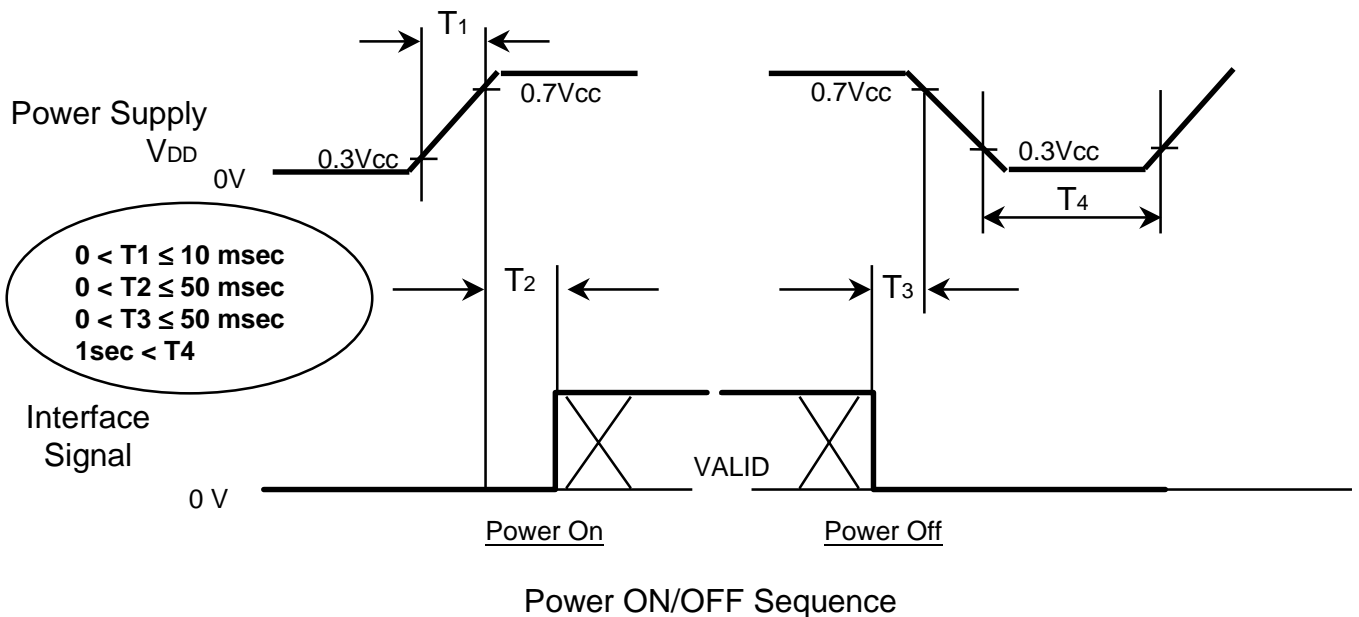 T1
Power Supply
VDD
0V
0.3Vcc
0.7Vcc
0.7Vcc
0.3Vcc
T4
0 < T1 ≤ 10 msec
0 < T2 ≤ 50 msec
0 < T3 ≤ 50 msec
1sec < T4
T2
T3
Interface
Signal
0 V
VALID
Power On
Power Off
Power ON/OFF Sequence